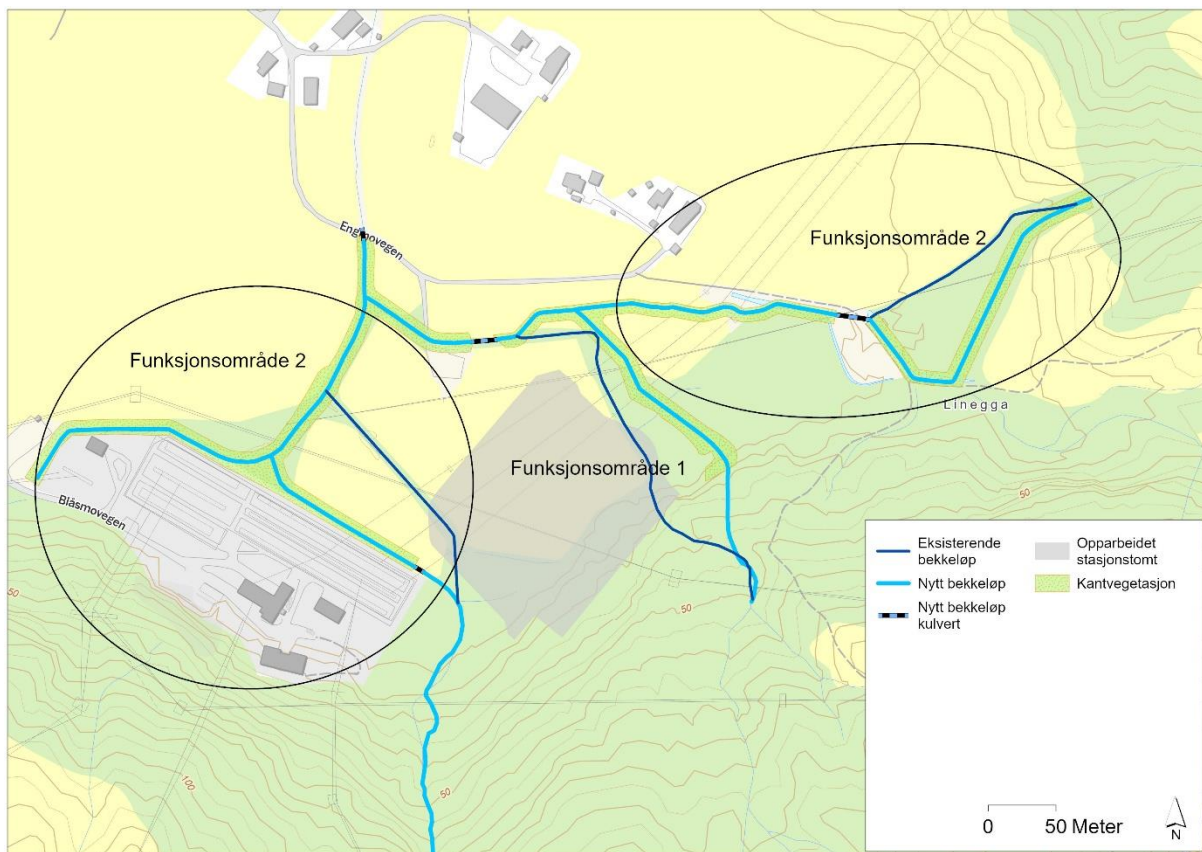 Engmovegen
Funksjonsområde 2
Funksjonsområde 2
Linegga
Funksjonsområde 1
Blåsmovegen
50
50
50
50
100
50
Eksisterende
bekkeløp
Nytt bekkeløp
Nytt bekkeløp
kulvert
Opparbeidet
stasjonstomt
Kantvegetasjon
0 50 Meter
N